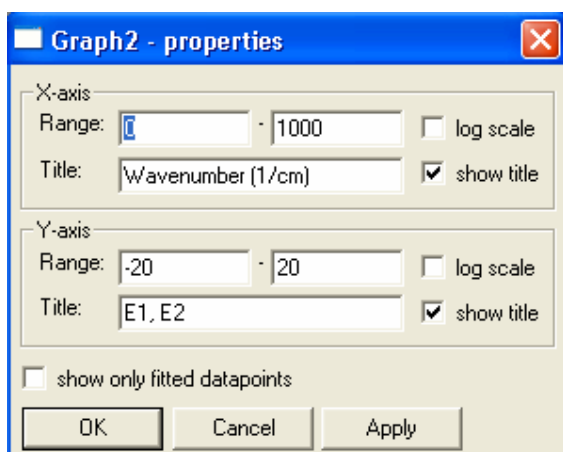 Graph2 - properties
X-axis
Range: 0 - 1000 log scale
Title: Wavenumber (1/cm) show title
Y-axis
Range: -20 - 20 log scale
Title: E1, E2 show title
show only fitted datapoints
OK Cancel Apply